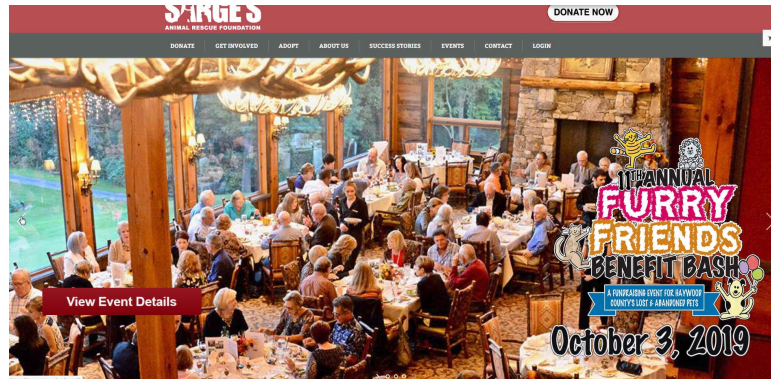 SARGE'S
ANIMAL RESCUE FOUNDATION
DONATE NOW
DONATE GET INVOLVED ADOPT ABOUT US SUCCESS STORIES EVENTS CONTACT LOGIN
11TH ANNUAL
FURRY
FRIENDS
BENEFIT BASH
A FUNDRAISING EVENT FOR HAYWOOD
COUNTY'S LOST & ABANDONED PETS
October 3, 2019
View Event Details